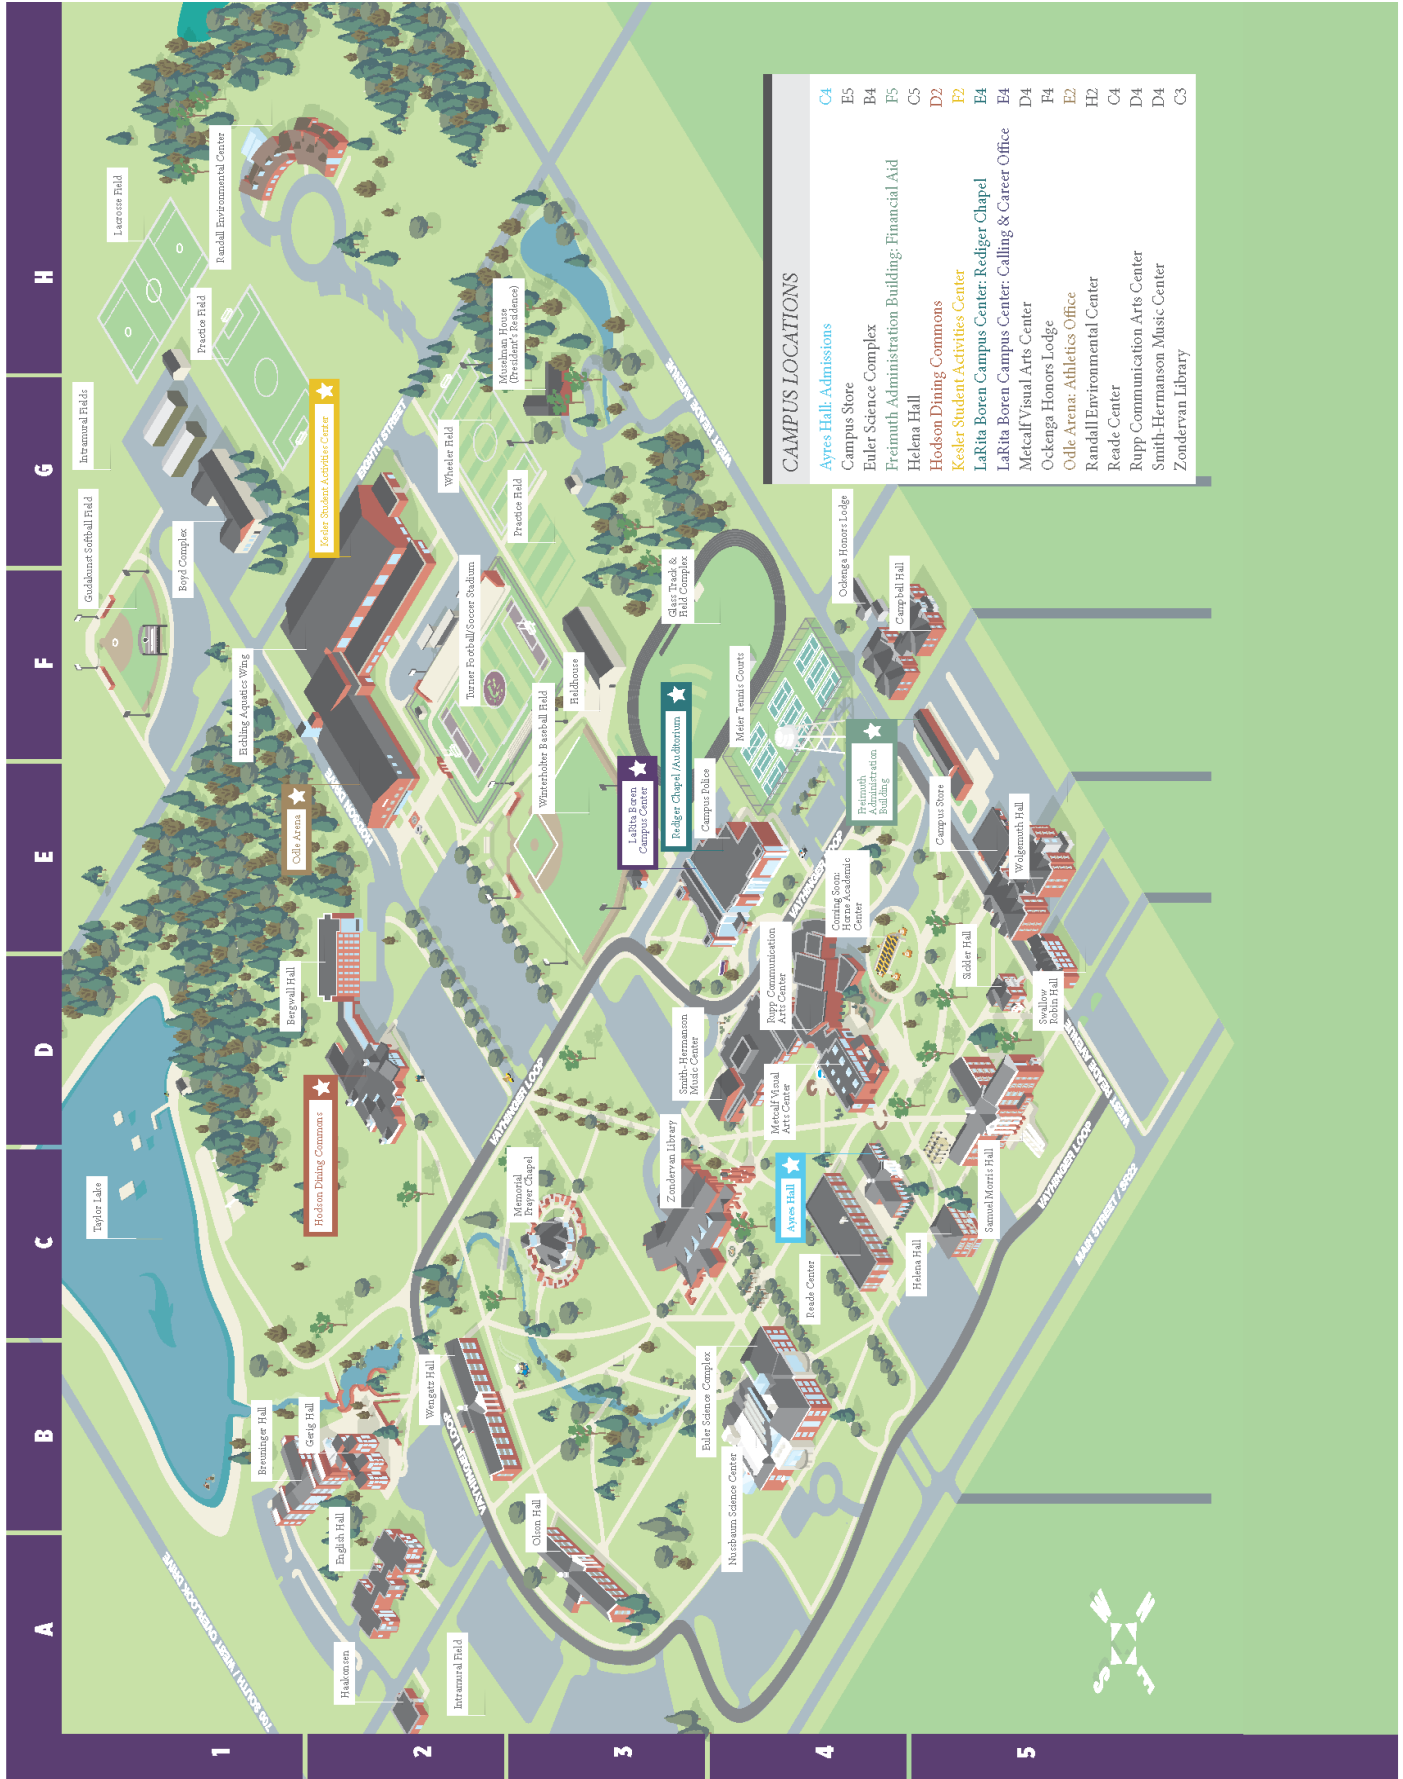 A
B
C
D
E
F
G
H
1
2
3
4
5
Taylor Lake
Gudakunst Softball Field
Intramural Fields
Lacrosse Field
Boyd Complex
Practice Field
Randall Environmental Center
Eichling Aquatics Wing
Kesler Student Activities Center
Breuninger Hall
Gerig Hall
English Hall
Haakonsen
Intramural Field
Hodson Dining Commons
Bergwall Hall
Odle Arena
EIGHTH STREET
Wheeler Field
Practice Field
Muselman House
(President's Residence)
Turner Football/Soccer Stadium
Winterholter Baseball Field
Fieldhouse
Glass Track &
Field Complex
WEST READE AVENUE
Wengatz Hall
VAYHINGER LOOP
Olson Hall
Memorial
Prayer Chapel
VAYHINGER LOOP
LaRita Boren
Campus Center
Rediger Chapel/Auditorium
Campus Police
Meier Tennis Courts
Zondervan Library
Smith-Hermanson
Music Center
Rupp Communication
Arts Center
Metcalf Visual
Arts Center
VAYHINGER LOOP
Coming Soon:
Horne Academic
Center
Freimuth
Administration
Building
Ockenga Honors Lodge
Campbell Hall
Euler Science Complex
Nussbaum Science Center
Ayres Hall
Reade Center
Helena Hall
Samuel Morris Hall
Sickler Hall
Swallow
Robin Hall
Campus Store
Wolgemuth Hall
WEST READE AVENUE
VAYHINGER LOOP
MAIN STREET / SR22
700 SOUTH / WEST OVERLOOK DRIVE
CAMPUS LOCATIONS
Ayres Hall: Admissions C4
Campus Store E5
Euler Science Complex B4
Freimuth Administration Building: Financial Aid F5
Helena Hall C5
Hodson Dining Commons D2
Kesler Student Activities Center F2
LaRita Boren Campus Center: Rediger Chapel E4
LaRita Boren Campus Center: Calling & Career Office E4
Metcalf Visual Arts Center D4
Ockenga Honors Lodge F4
Odle Arena: Athletics Office E2
Randall Environmental Center H2
Reade Center C4
Rupp Communication Arts Center D4
Smith-Hermanson Music Center D4
Zondervan Library C3
N
E
S
W